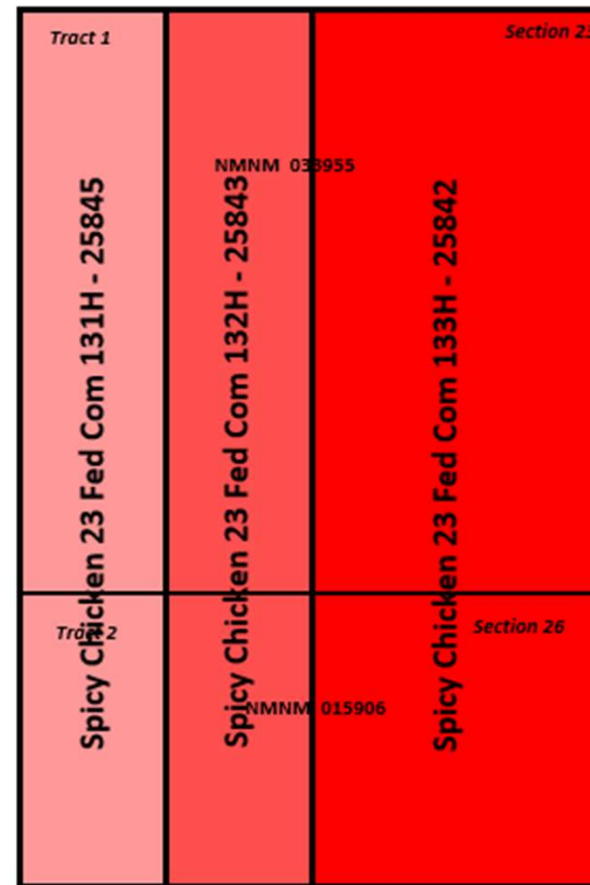 Tract 1
Section 23
NMNM 033955
Spicy Chicken 23 Fed Com 131H - 25845
Spicy Chicken 23 Fed Com 132H - 25843
Spicy Chicken 23 Fed Com 133H - 25842
Tract 2
Section 26
NMNM 015906